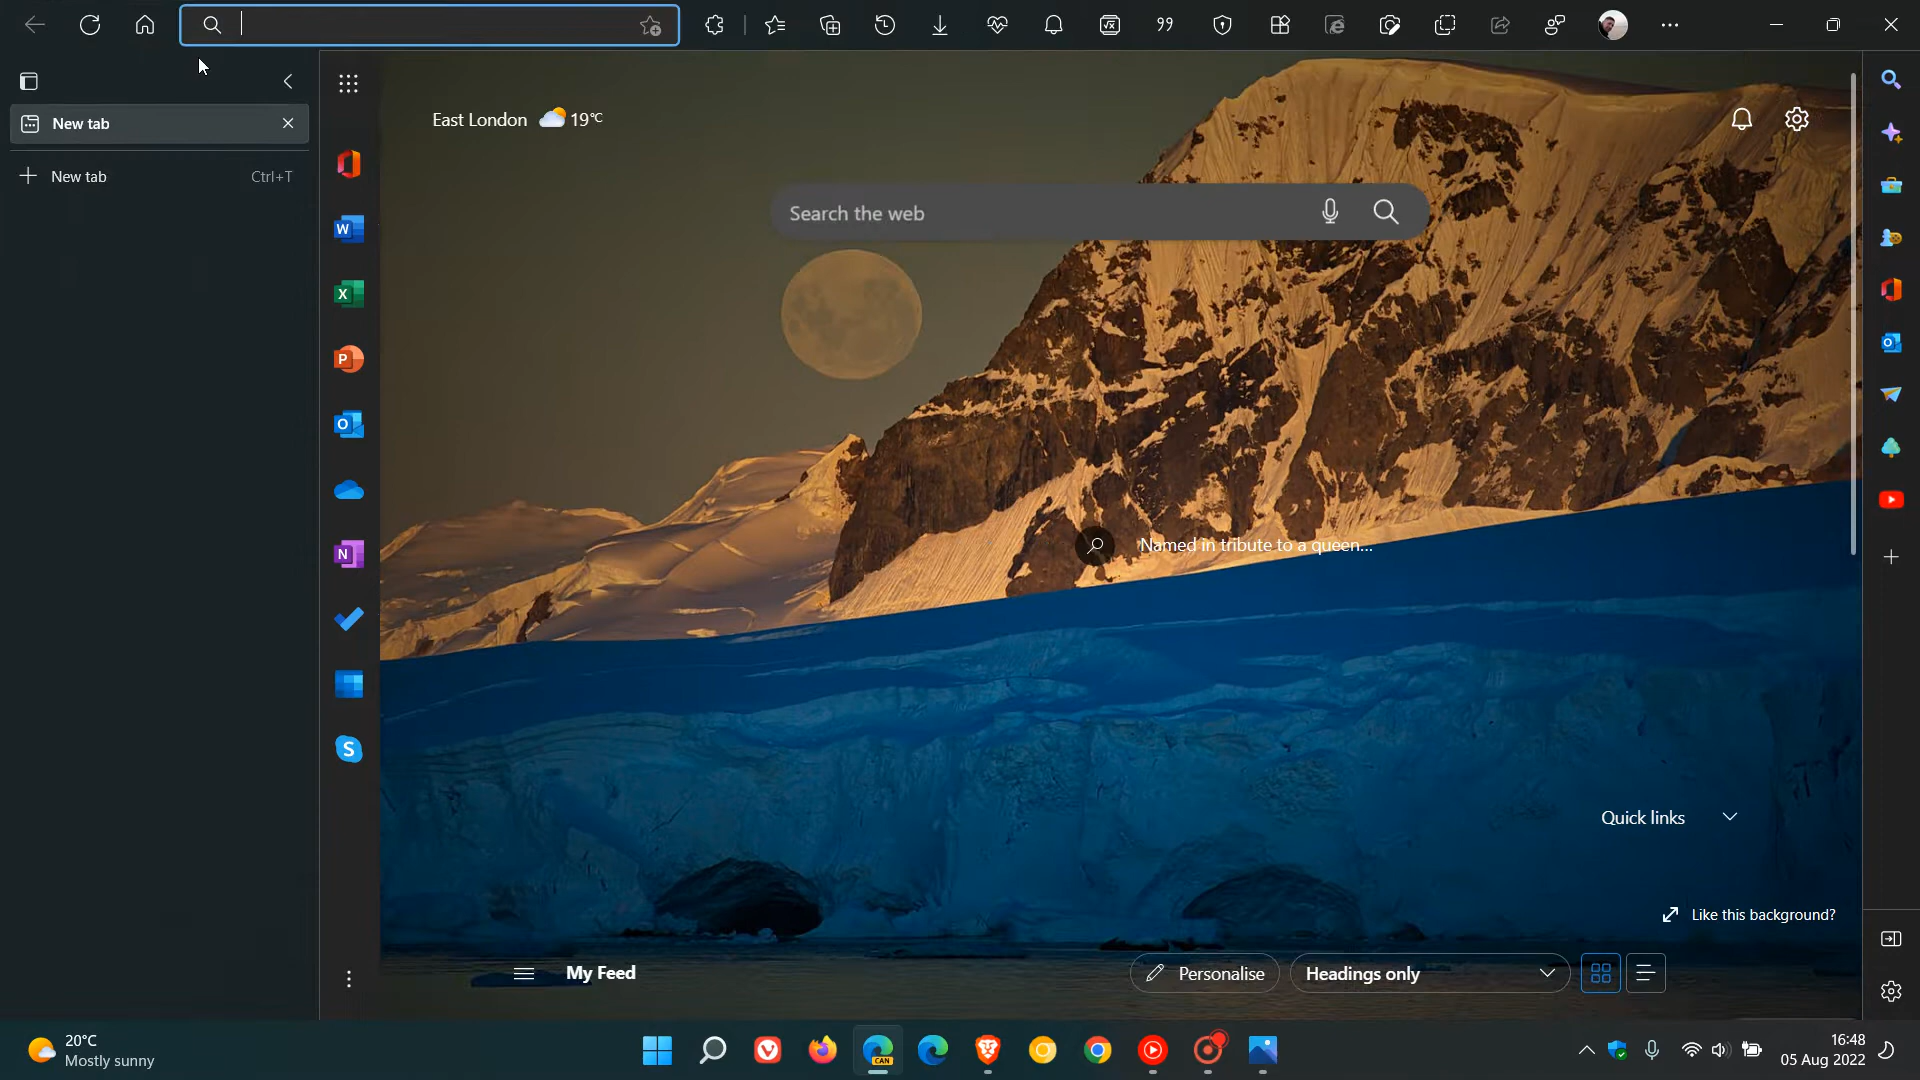 New tab
New tab
Ctrl+T
East London 19°C
Search the web
W
X
P
O
N
S
O
Named in tribute to a queen...
Quick links
Like this background?
My Feed
Personalise
Headings only
20°C
Mostly sunny
CAN
16:48
05 Aug 2022